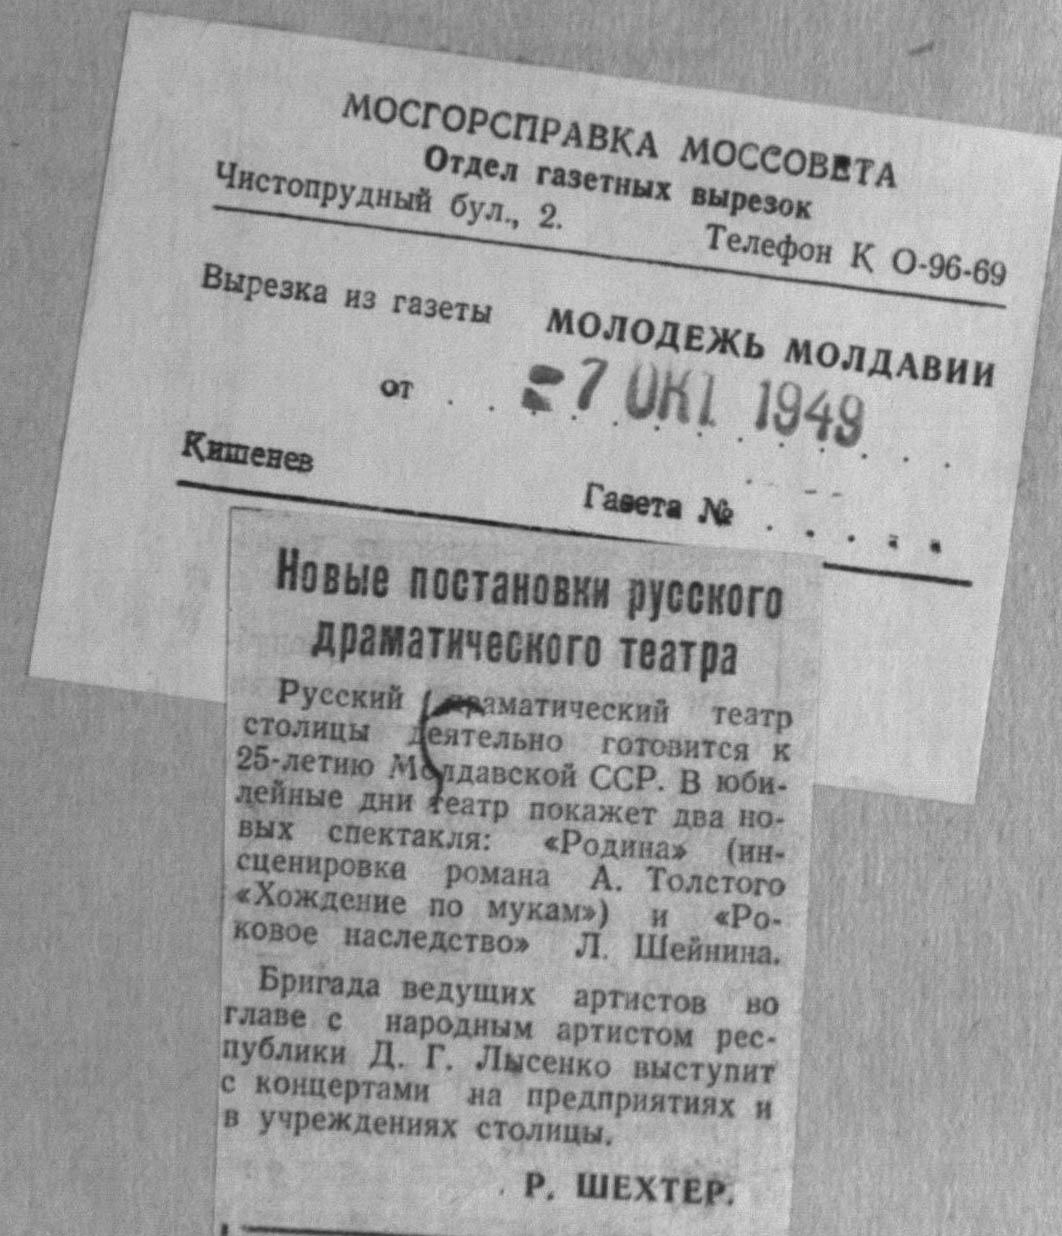 МОСГОРСПРАВКА МОССОВЕТА
Отдел газетных вырезок
Чистопрудный бул., 2. Телефон К 0-96-69
Вырезка из газеты МОЛОДЕЖЬ МОЛДАВИИ
от . . -7 ОКТ 1949 . . .
Кишенев
Газета № . . . . .
Новые постановки русского
драматического театра
Русский драматический театр
столицы деятельно готовится к
25-летию Молдавской ССР. В юби-
лейные дни театр покажет два но-
вых спектакля: «Родина» (ин-
сценировка романа А. Толстого
«Хождение по мукам») и «Ро-
ковое наследство» Л. Шейнина.
Бригада ведущих артистов во
главе с народным артистом рес-
публики Д. Г. Лысенко выступит
с концертами на предприятиях и
в учреждениях столицы.
Р. ШЕХТЕР.